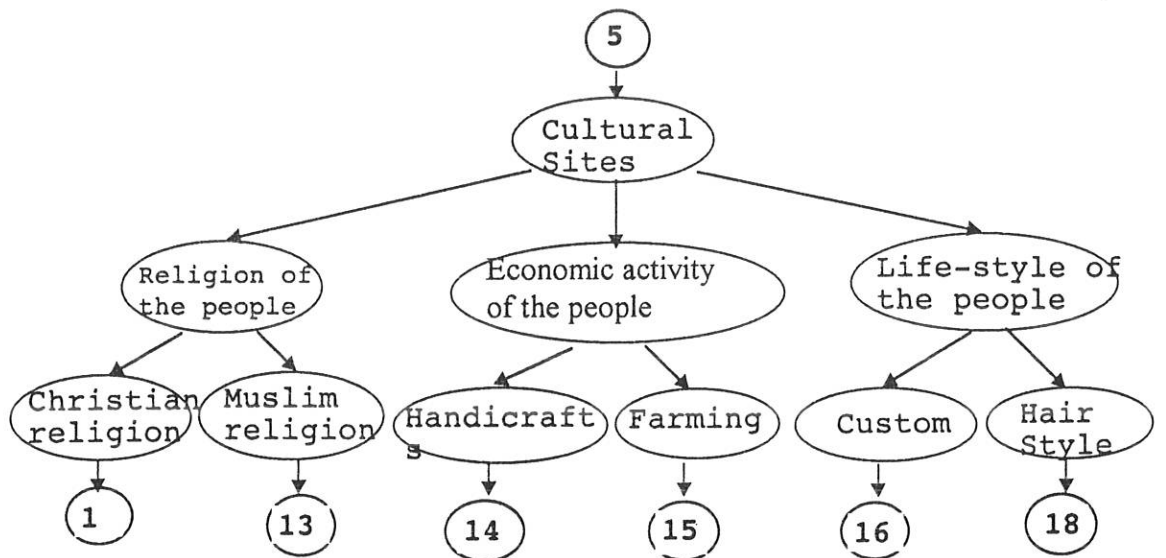 5
Cultural
Sites
Religion of
the people
Economic activity
of the people
Life-style of
the people
Christian
religion
Muslim
religion
Handicraft
s
Farming
Custom
Hair
Style
1
13
14
15
16
18